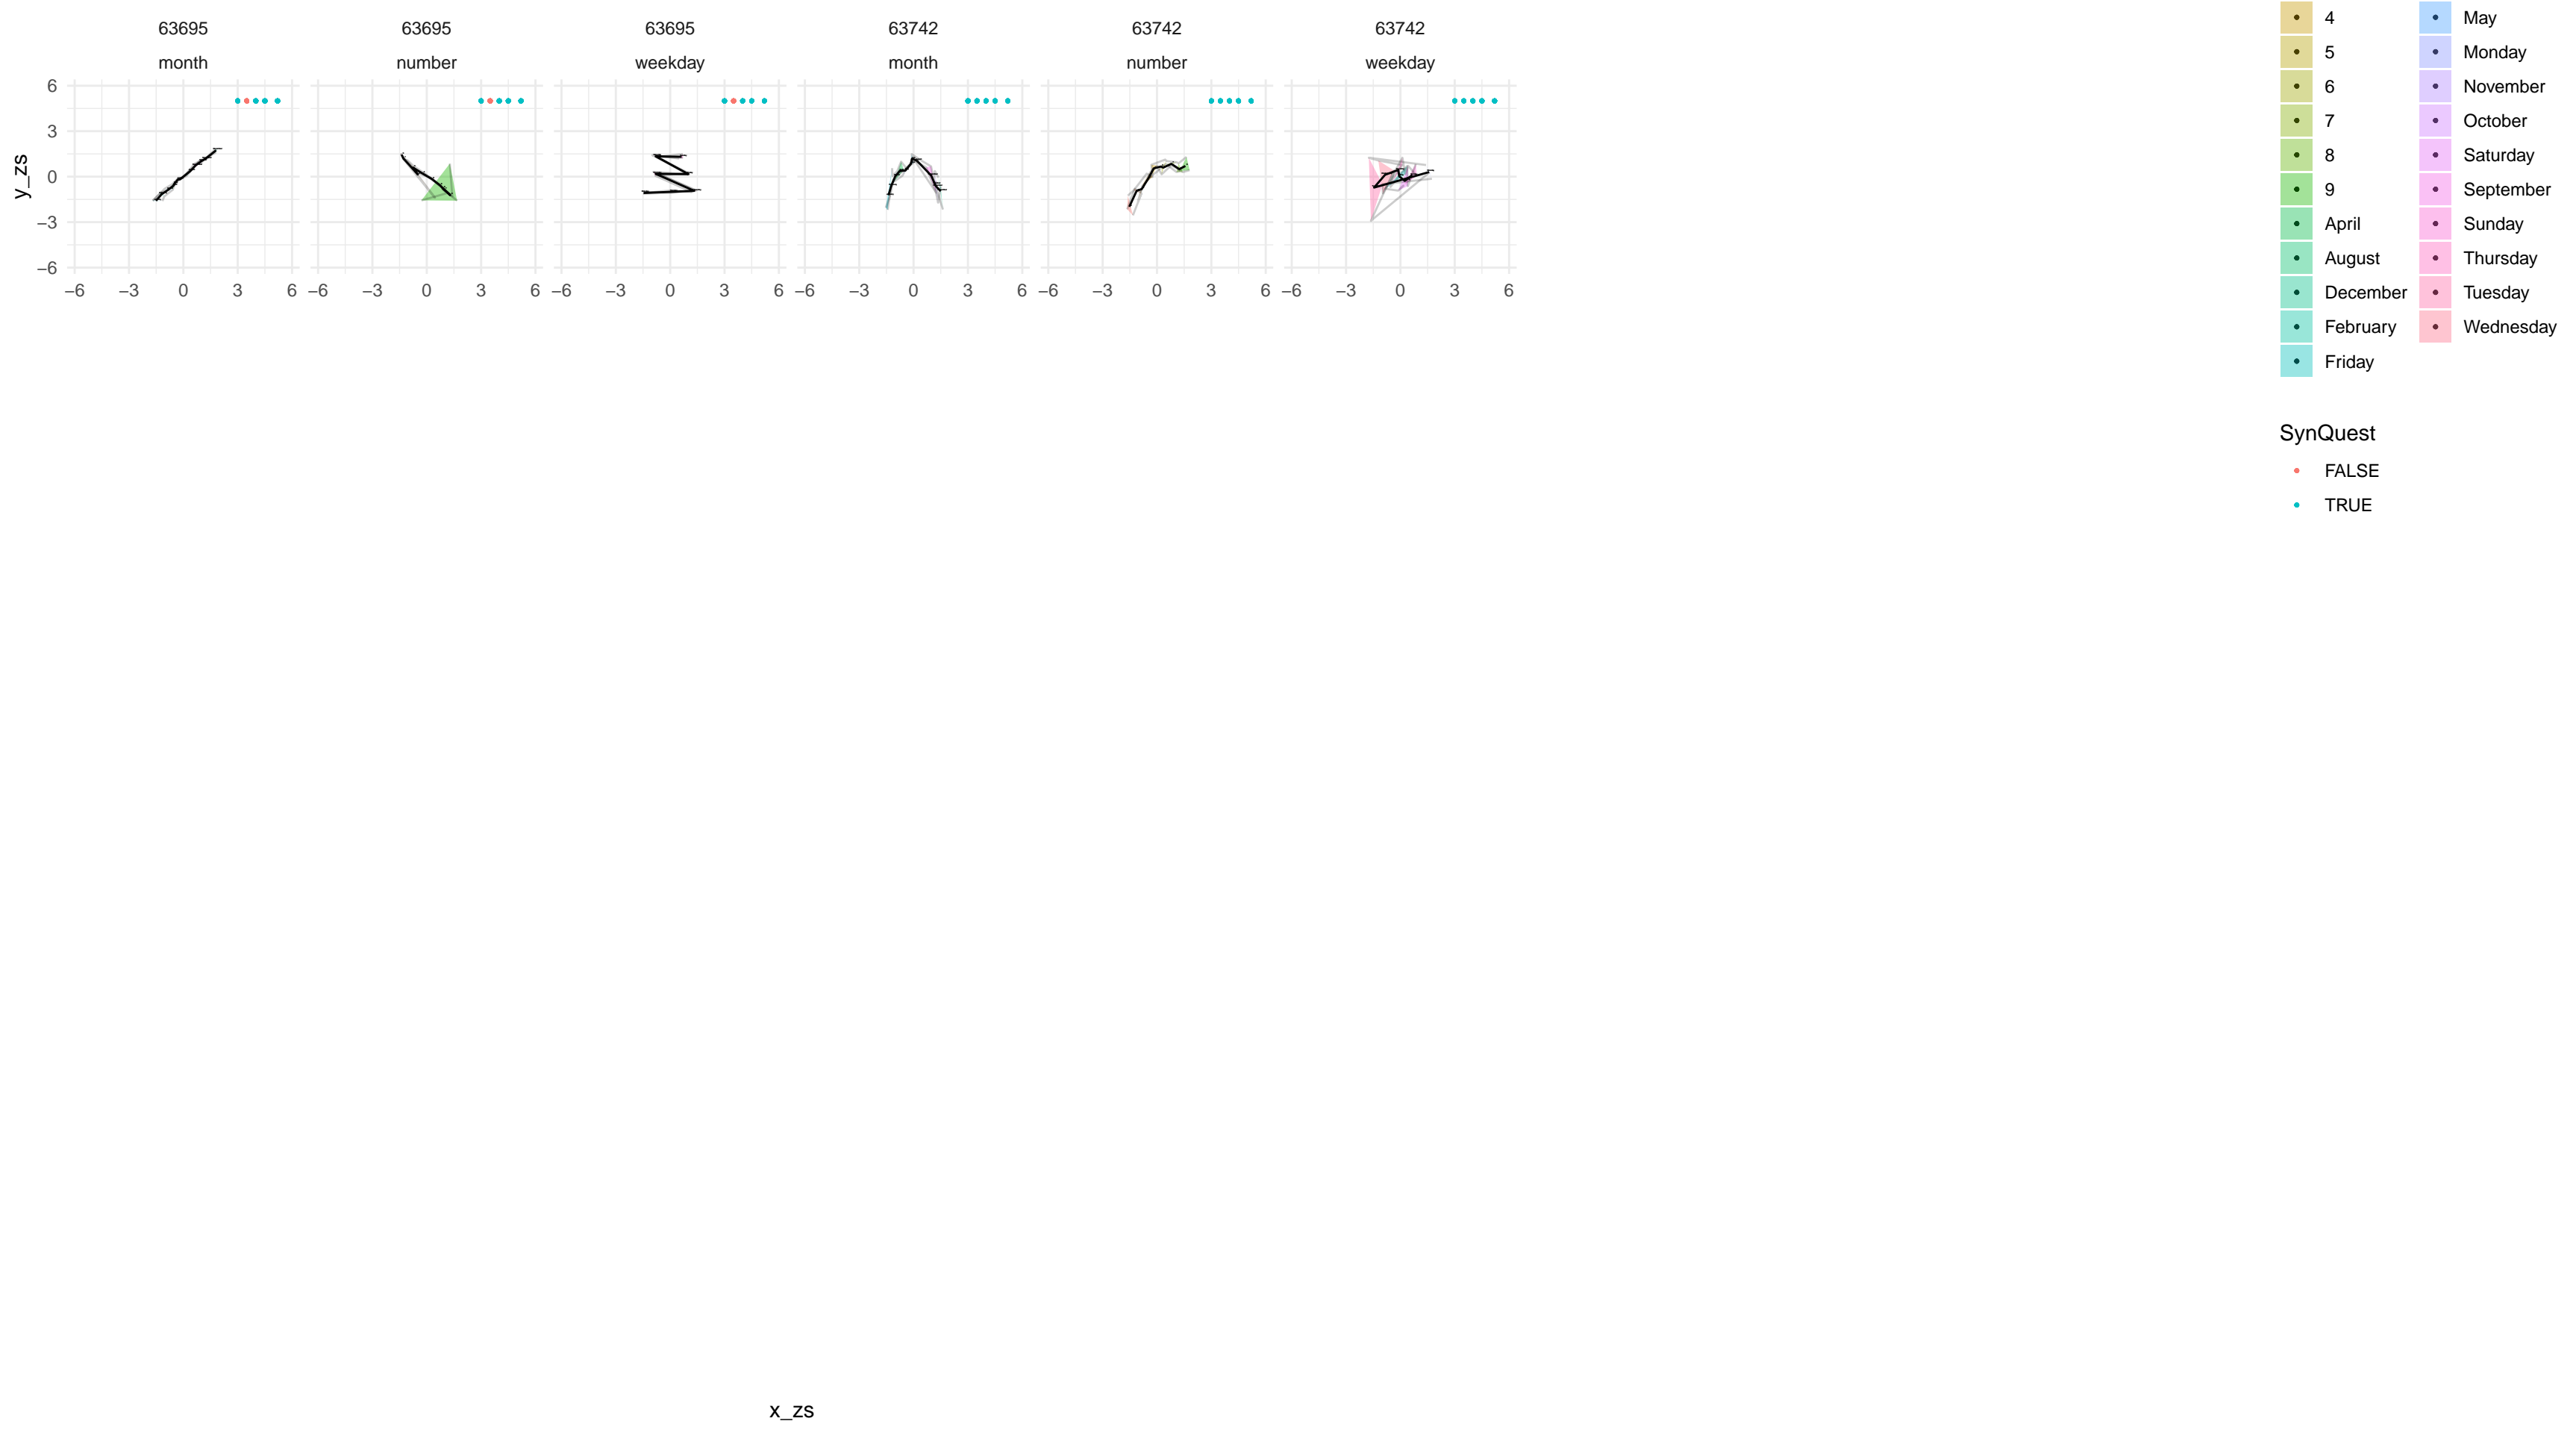 63695 63695 63695 63742 63742 63742
month number weekday month number weekday
6
3
0
−3
−6
y_zs
−6 −3 0 3 6 −6 −3 0 3 6 −6 −3 0 3 6 −6 −3 0 3 6 −6 −3 0 3 6 −6 −3 0 3 6
x_zs
4 May
5 Monday
6 November
7 October
8 Saturday
9 September
April Sunday
August Thursday
December Tuesday
February Wednesday
Friday
SynQuest
FALSE
TRUE